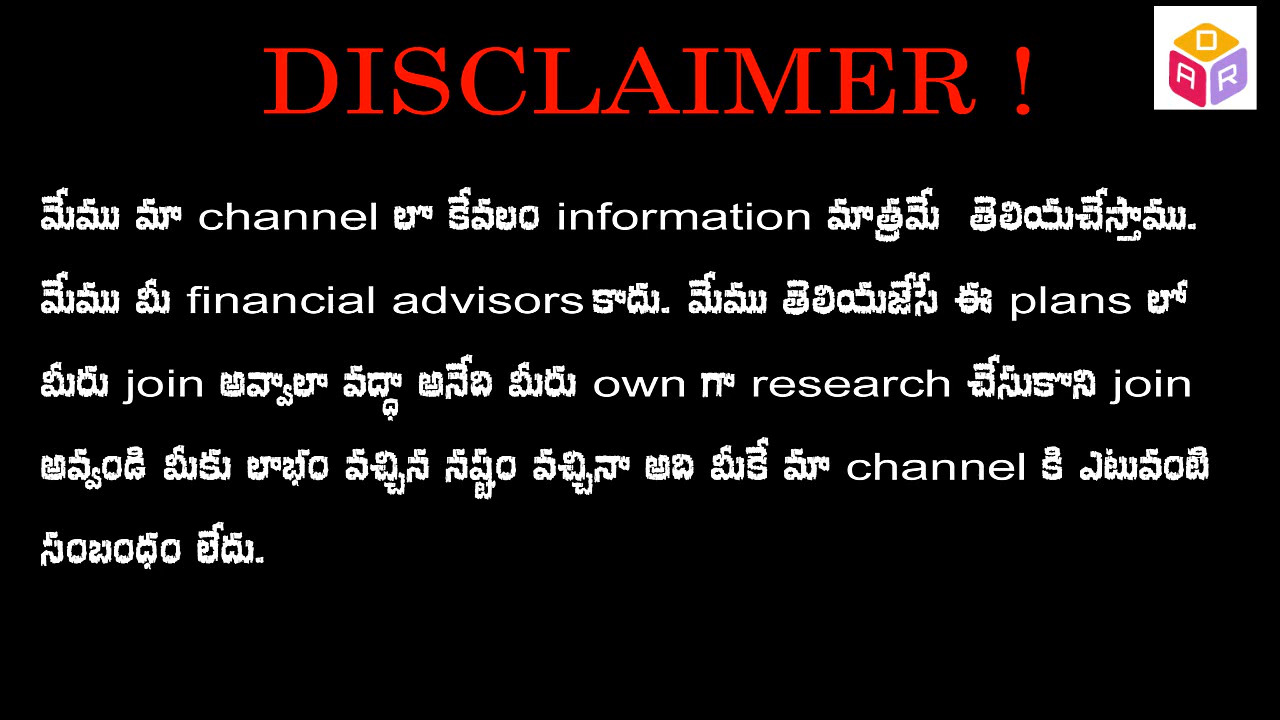 DISCLAIMER !
మేము మా channel లొ కేవలం information మాత్రమే తెలియచేస్తాము.
మేము మీ financial advisors కాదు. మేము తెలియజేసే ఈ plans లో
మీరు join అవ్వాలా వద్దా అనేది మీరు own గా research చేసుకొని join
అవ్వండి మీకు లాభం వచ్చిన నష్టం వచ్చినా అది మీకే మా channel కి ఎటువంటి
సంబంధం లేదు.
D
A R